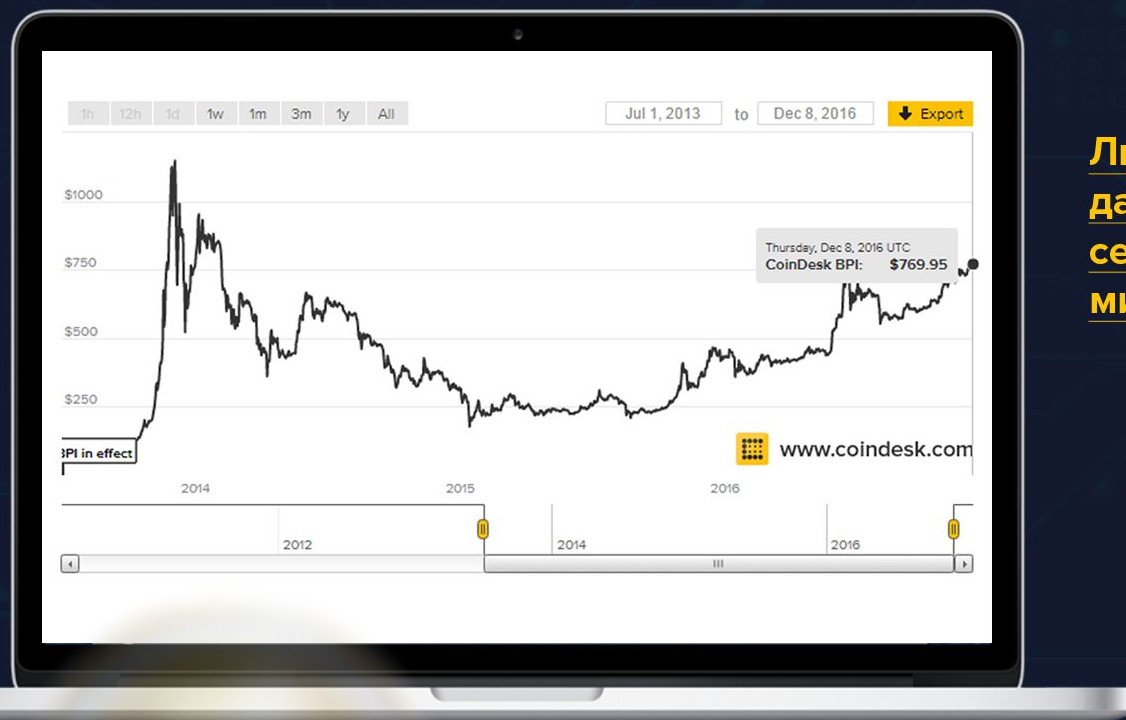 1h 12h 1d 1w 1m 3m 1y All
Jul 1, 2013 to Dec 8, 2016 Export
$1000
$750
$500
$250
Thursday, Dec 8, 2016 UTC
CoinDesk BPI: $769.95
BPI in effect
www.coindesk.com
2014 2015 2016
2012 2014 2016